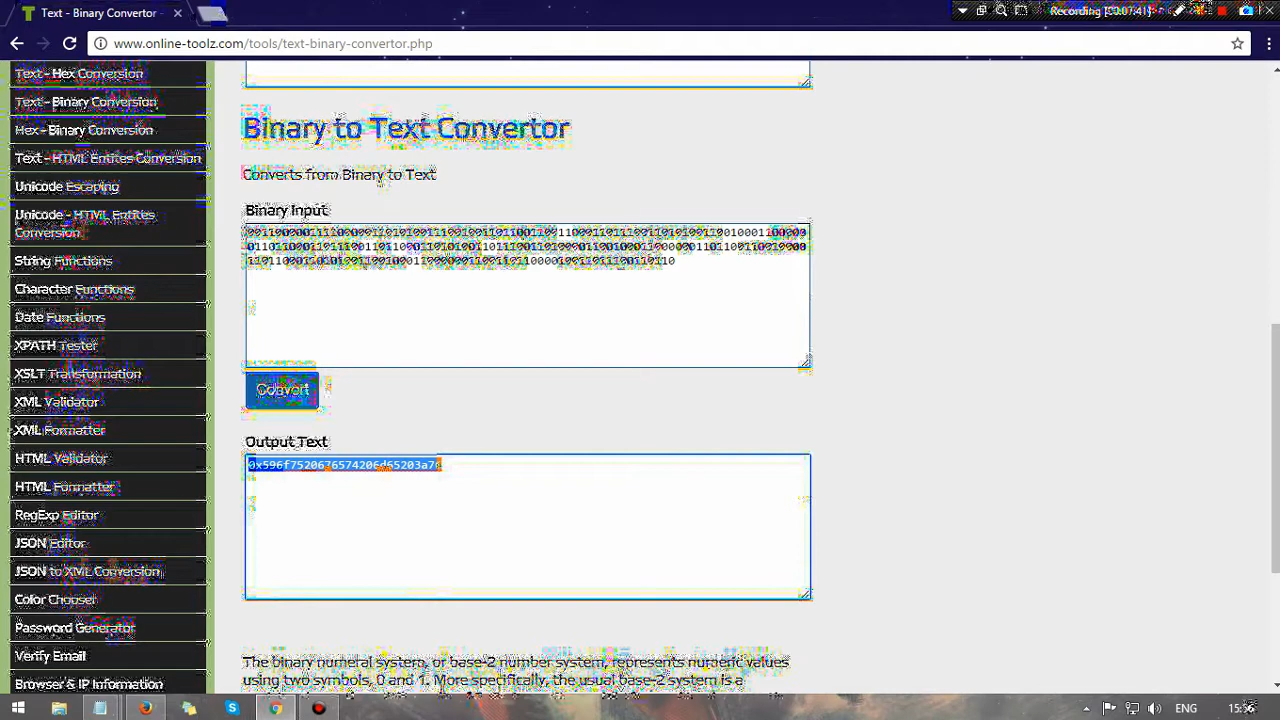 Text - Binary Convertor -
Recording [00:07:41]
www.online-toolz.com/tools/text-binary-convertor.php
Text - Hex Conversion
Text - Binary Conversion
Hex - Binary Conversion
Text - HTML Entites Conversion
Unicode Escaping
Unicode - HTML Entities
Conversion
String Functions
Character Functions
Date Functions
XPATH Tester
XSLT Transformation
XML Validator
XML Formatter
HTML Validator
HTML Formatter
RegExp Editor
JSON Editor
JSON to XML Conversion
Color Chooser
Password Generator
Verify Email
Browser & IP Information
Binary to Text Convertor
Converts from Binary to Text
Binary Input
Convert
Output Text
The binary numeral system, or base-2 number system, represents numeric values
using two symbols, 0 and 1. More specifically, the usual base-2 system is a
ENG